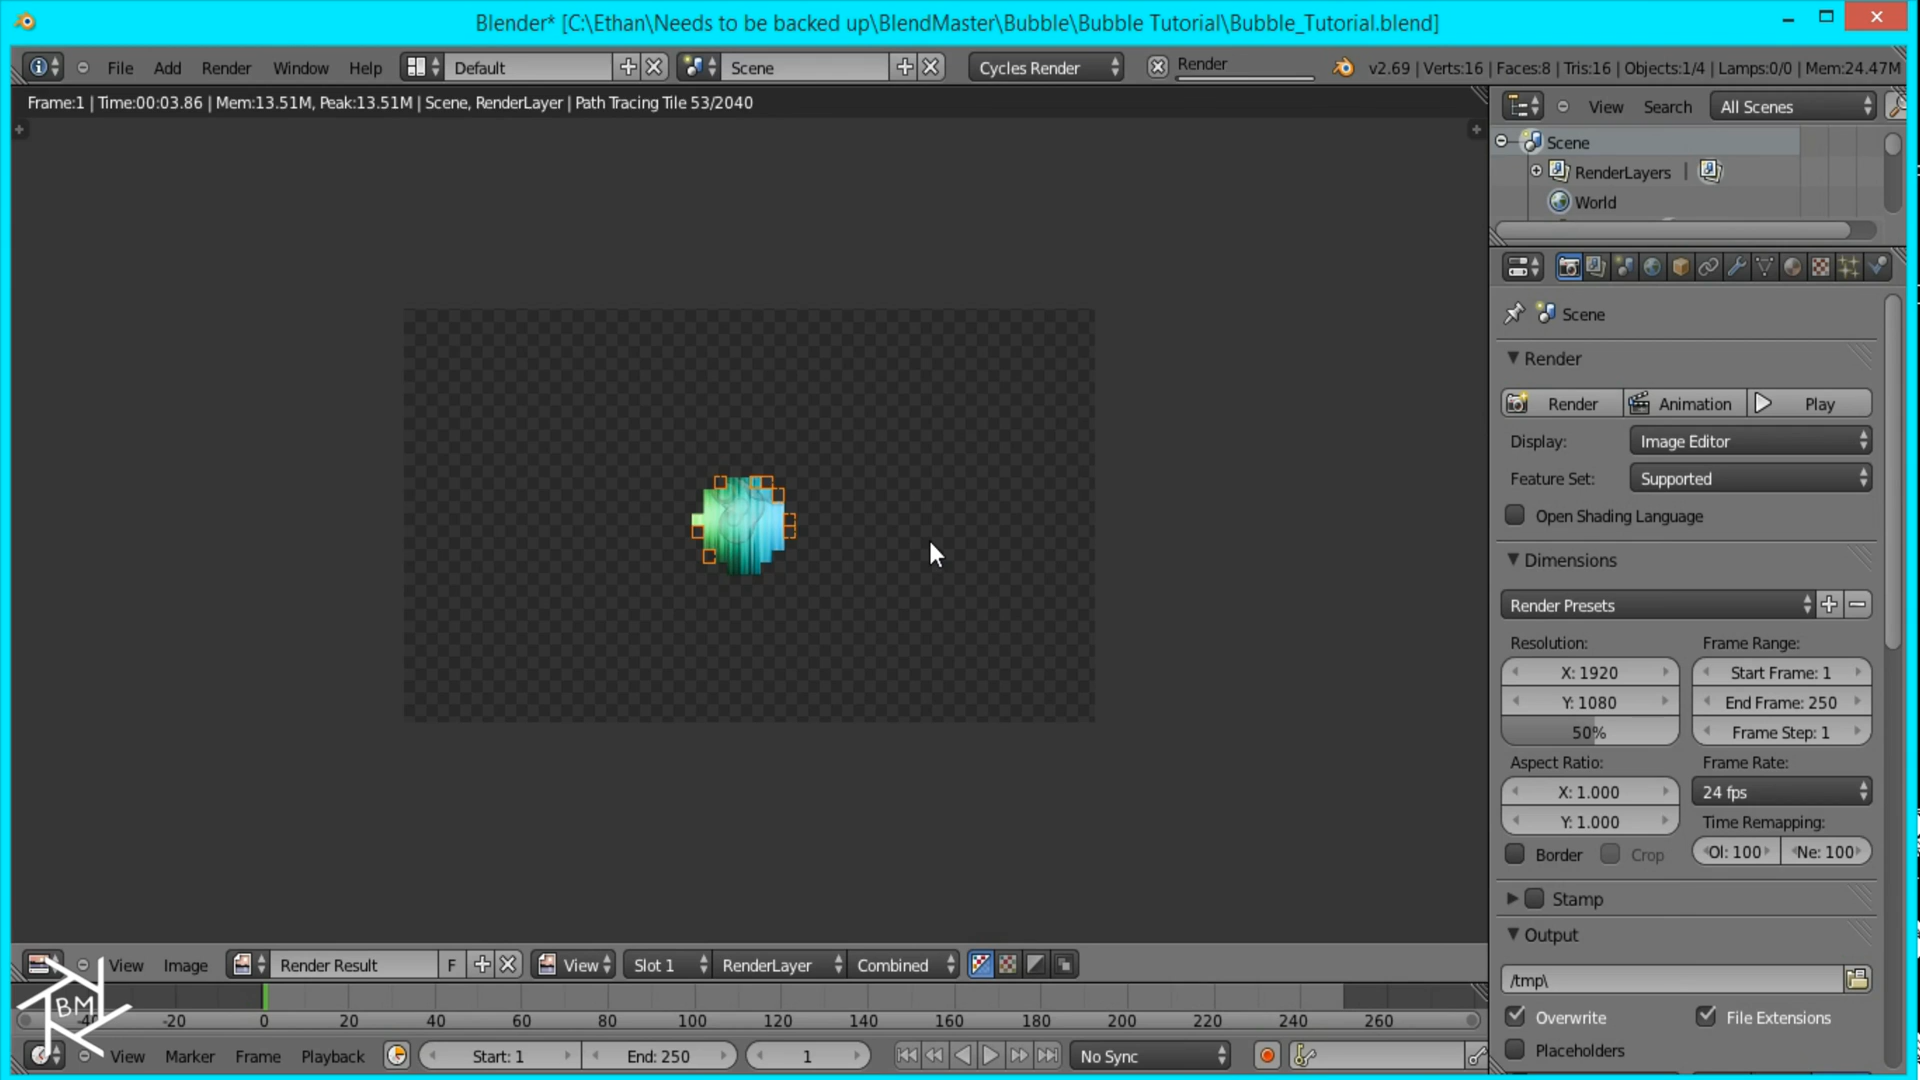 Blender* [C:\Ethan\Needs to be backed up\BlendMaster\Bubble\Bubble Tutorial\Bubble_Tutorial.blend]
File Add Render Window Help Default Scene Cycles Render Render v2.69 | Verts:16 | Faces:8 | Tris:16 | Objects:1/4 | Lamps:0/0 | Mem:24.47M
Frame:1 | Time:00:03.86 | Mem:13.51M, Peak:13.51M | Scene, RenderLayer | Path Tracing Tile 53/2040
View Search All Scenes
Scene
RenderLayers |
World
Scene
Render
Render Animation Play
Display: Image Editor
Feature Set: Supported
Open Shading Language
Dimensions
Render Presets
Resolution: Frame Range:
X: 1920 Start Frame: 1
Y: 1080 End Frame: 250
50% Frame Step: 1
Aspect Ratio: Frame Rate:
X: 1.000 24 fps
Y: 1.000 Time Remapping:
Border Crop Ol: 100 Ne: 100
Stamp
Output
/tmp\
Overwrite File Extensions
Placeholders
View Image Render Result F View Slot 1 RenderLayer Combined
BM
-40 -20 0 20 40 60 80 100 120 140 160 180 200 220 240 260
View Marker Frame Playback Start: 1 End: 250 1 No Sync